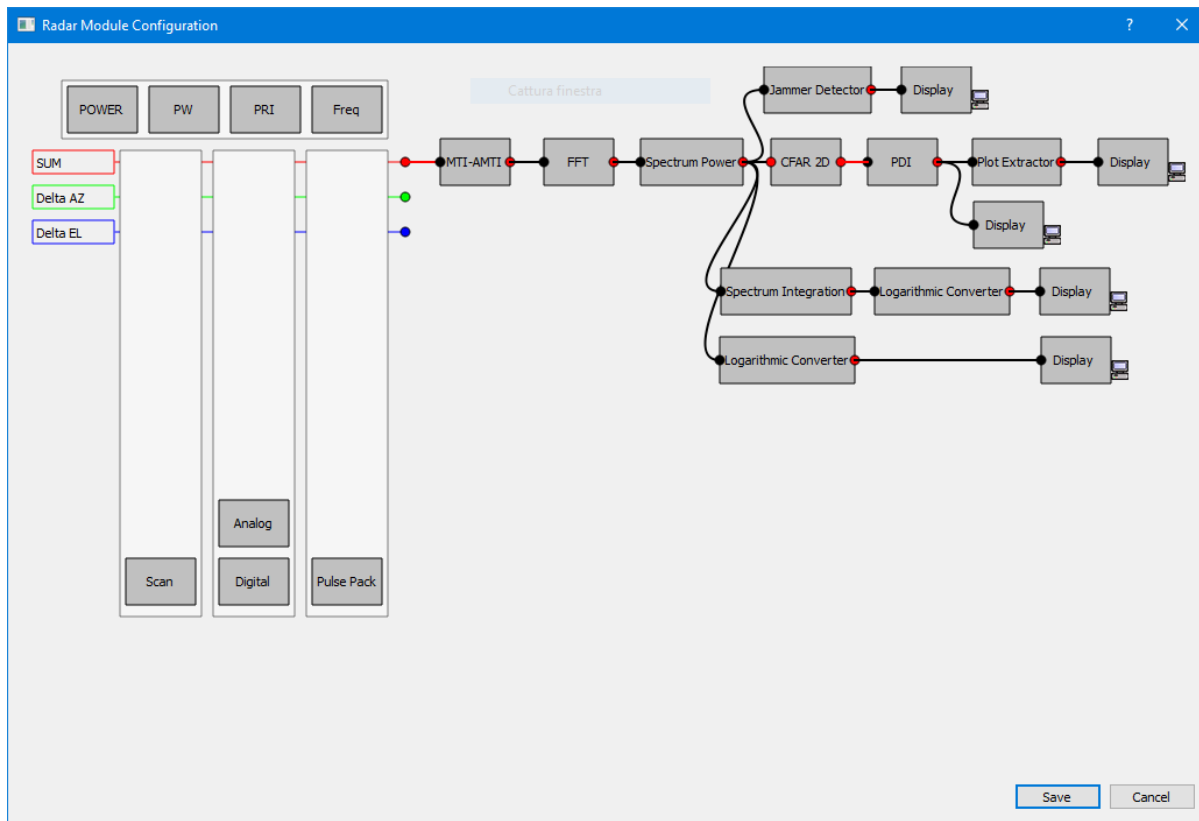 Radar Module Configuration
?
Cattura finestra
POWER
PW
PRI
Freq
Jammer Detector
Display
SUM
MTI-AMTI
FFT
Spectrum Power
CFAR 2D
PDI
Plot Extractor
Display
Delta AZ
Delta EL
Display
Spectrum Integration
Logarithmic Converter
Display
Logarithmic Converter
Display
Analog
Scan
Digital
Pulse Pack
Save
Cancel